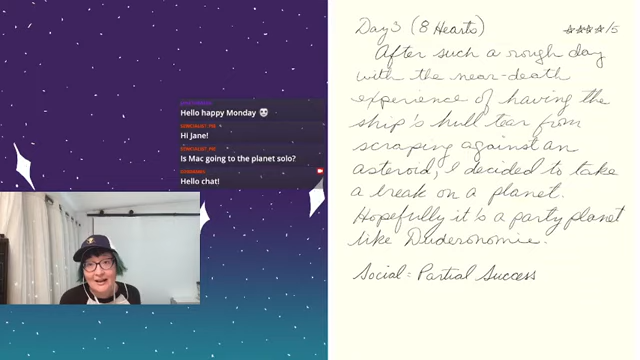 Hello happy Monday
Hi Jane!
Is Mac going to the planet solo?
Hello chat!
Day 3 (8 Hearts) ☆☆☆☆/5
After such a rough day
with the near-death
experience of having the
ship's hull tear from
scraping against an
asteroid, I decided to take
a break on a planet.
Hopefully it's a party planet
like Duderonomie.
Social: Partial Success